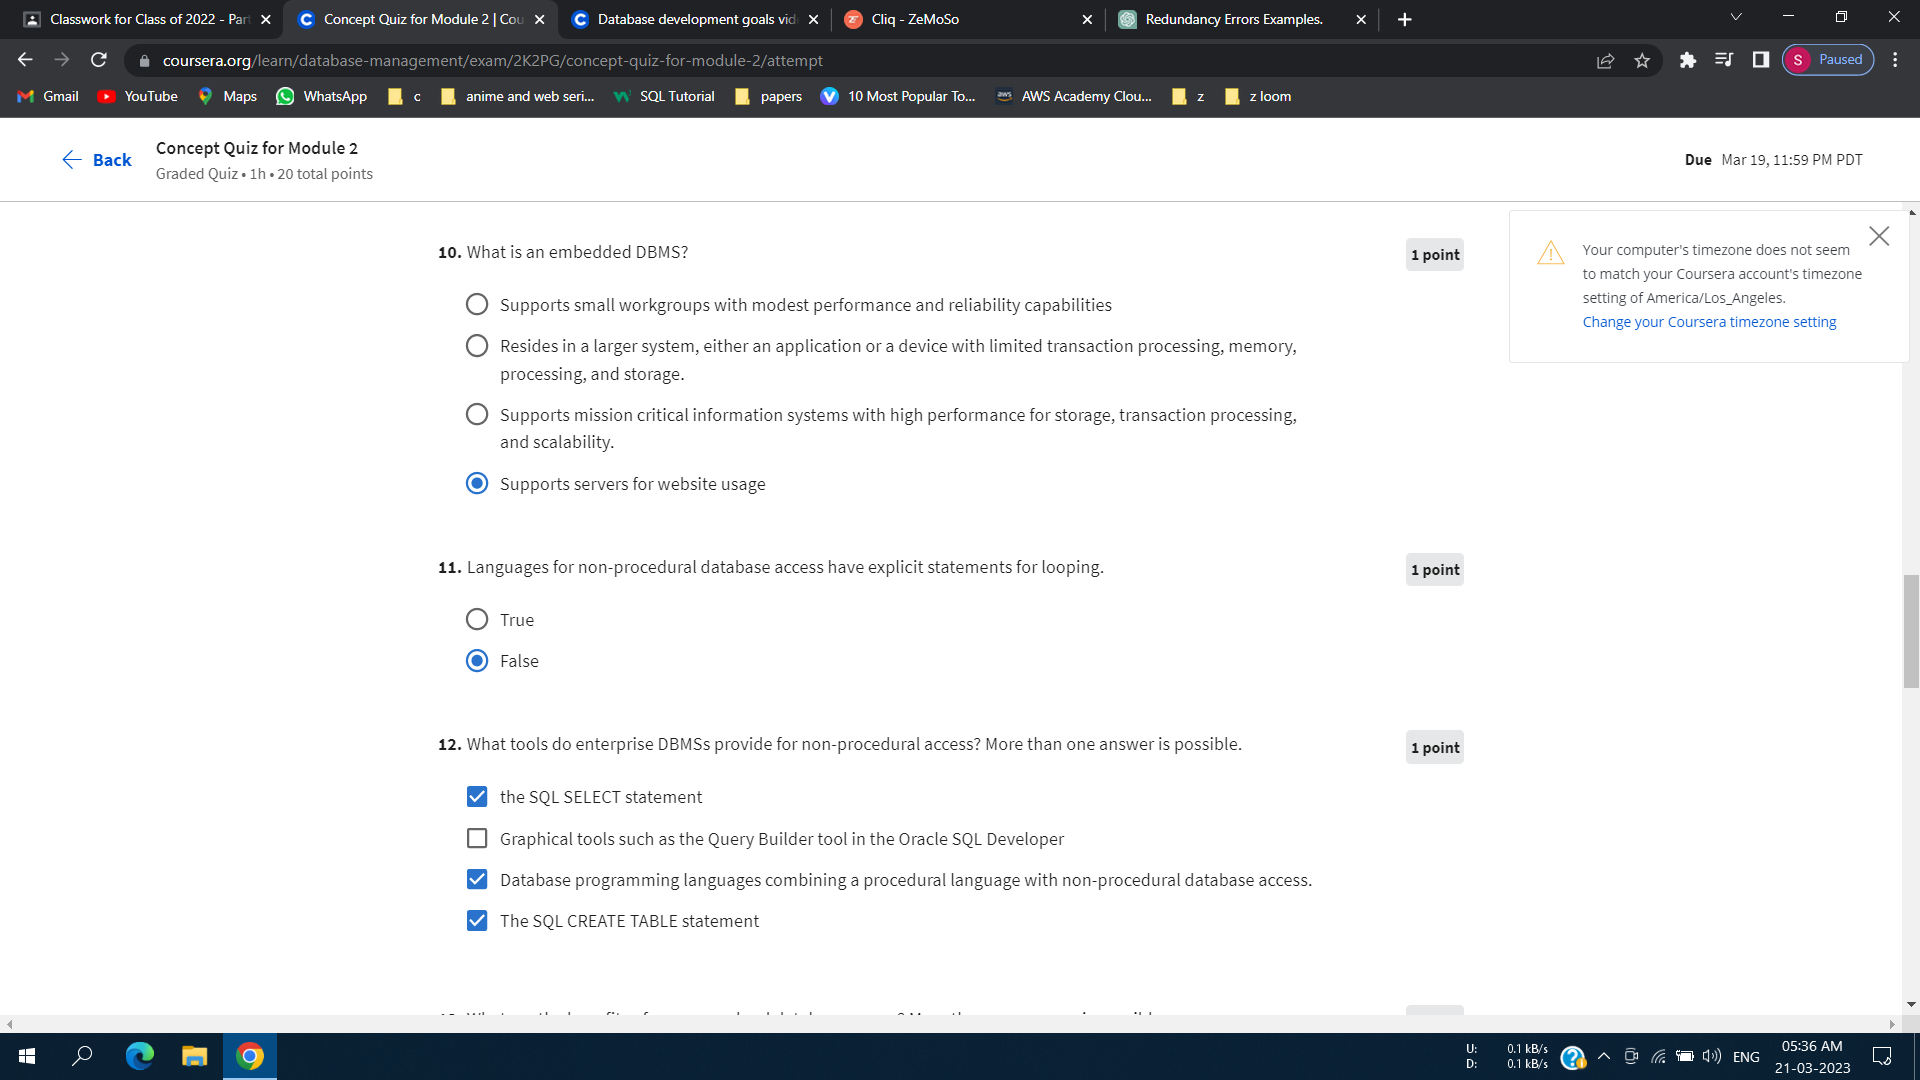 Classwork for Class of 2022 - Part
Concept Quiz for Module 2 | Cou
Database development goals vide
Cliq - ZeMoSo
Redundancy Errors Examples.
coursera.org/learn/database-management/exam/2K2PG/concept-quiz-for-module-2/attempt
S Paused
Gmail YouTube Maps WhatsApp c anime and web seri... SQL Tutorial papers 10 Most Popular To... aws AWS Academy Clou... z z loom
Back
Concept Quiz for Module 2
Graded Quiz • 1h • 20 total points
Due Mar 19, 11:59 PM PDT
Your computer's timezone does not seem
to match your Coursera account's timezone
setting of America/Los_Angeles.
Change your Coursera timezone setting
10. What is an embedded DBMS?
1 point
Supports small workgroups with modest performance and reliability capabilities
Resides in a larger system, either an application or a device with limited transaction processing, memory,
processing, and storage.
Supports mission critical information systems with high performance for storage, transaction processing,
and scalability.
Supports servers for website usage
11. Languages for non-procedural database access have explicit statements for looping.
1 point
True
False
12. What tools do enterprise DBMSs provide for non-procedural access? More than one answer is possible.
1 point
the SQL SELECT statement
Graphical tools such as the Query Builder tool in the Oracle SQL Developer
Database programming languages combining a procedural language with non-procedural database access.
The SQL CREATE TABLE statement
U: 0.1 kB/s
D: 0.1 kB/s
ENG
05:36 AM
21-03-2023